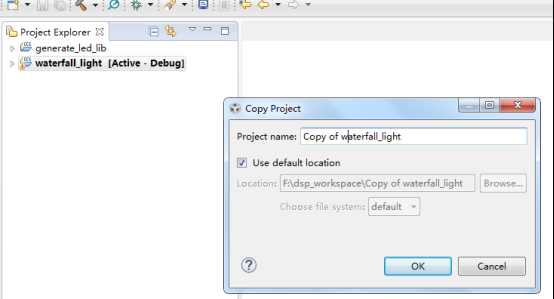 Project Explorer
generate_led_lib
waterfall_light [Active - Debug]
Copy Project
Project name: Copy of waterfall_light
Use default location
Location: F:\dsp_workspace\Copy of waterfall_light Browse...
Choose file system: default
OK Cancel